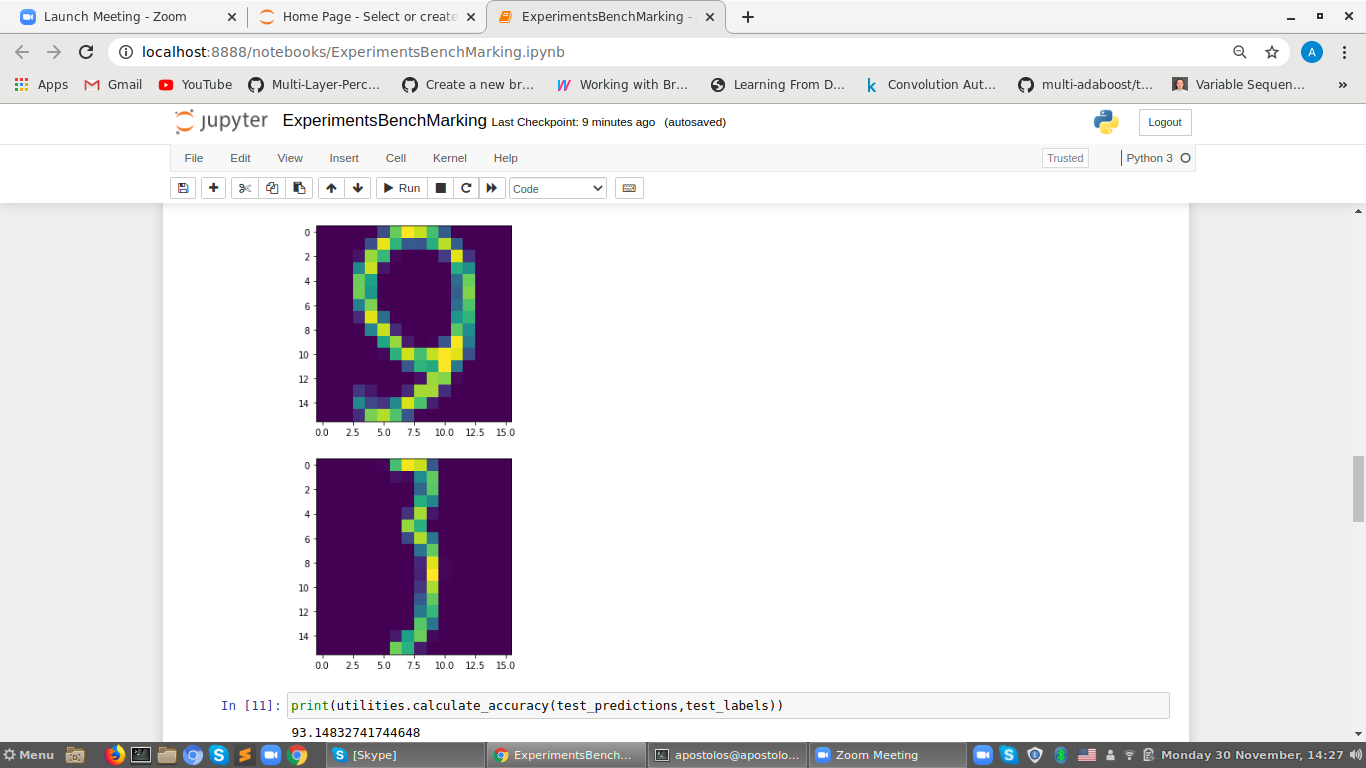 Launch Meeting - Zoom
Home Page - Select or create
ExperimentsBenchMarking -
localhost:8888/notebooks/ExperimentsBenchMarking.ipynb
A
Apps Gmail YouTube Multi-Layer-Perc... Create a new br... Working with Br... Learning From D... Convolution Aut... multi-adaboost/t... Variable Sequen... »
jupyter ExperimentsBenchMarking Last Checkpoint: 9 minutes ago (autosaved) Logout
File Edit View Insert Cell Kernel Help Trusted Python 3
Run Code
0
2
4
6
8
10
12
14
0.0 2.5 5.0 7.5 10.0 12.5 15.0
0
2
4
6
8
10
12
14
0.0 2.5 5.0 7.5 10.0 12.5 15.0
In [11]: print(utilities.calculate_accuracy(test_predictions,test_labels))
93.14832741744648
Menu [Skype] ExperimentsBench... apostolos@apostolo... Zoom Meeting Monday 30 November, 14:27